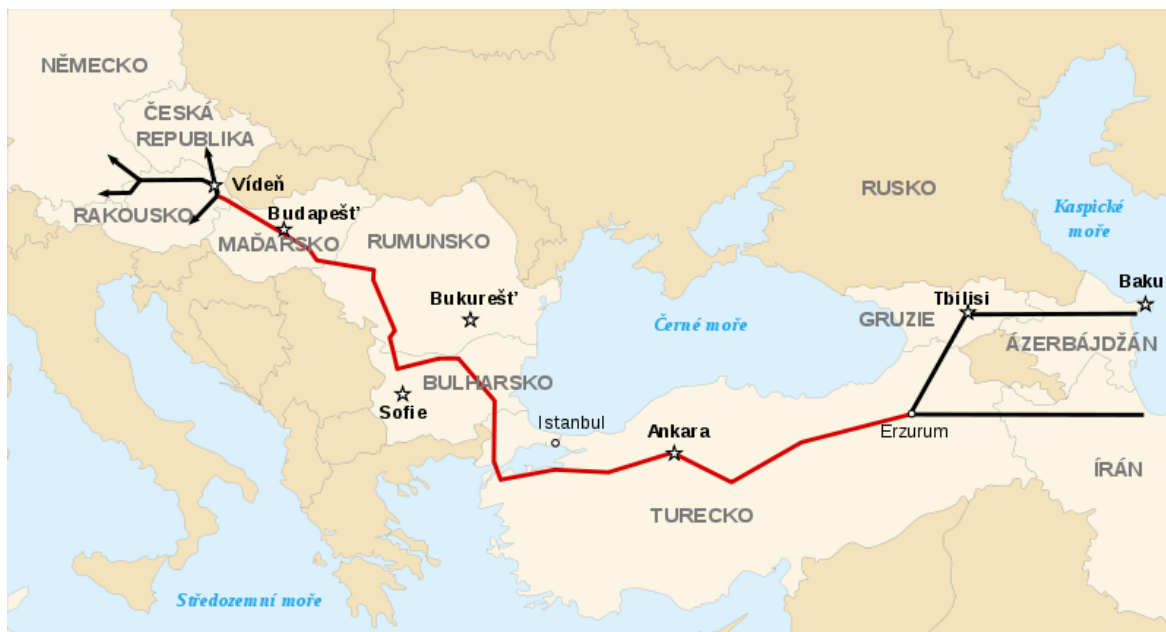 NĚMECKO
ČESKÁ
REPUBLIKA
Vídeň
RAKOUSKO
Budapešť
MAĎARSKO
RUMUNSKO
Bukurešť
BULHARSKO
Sofie
Istanbul
Ankara
TURECKO
Erzurum
Černé moře
RUSKO
Kaspické
moře
Baku
Tbilisi
GRUZIE
ÁZERBÁJDŽÁN
ÍRÁN
Středozemní moře